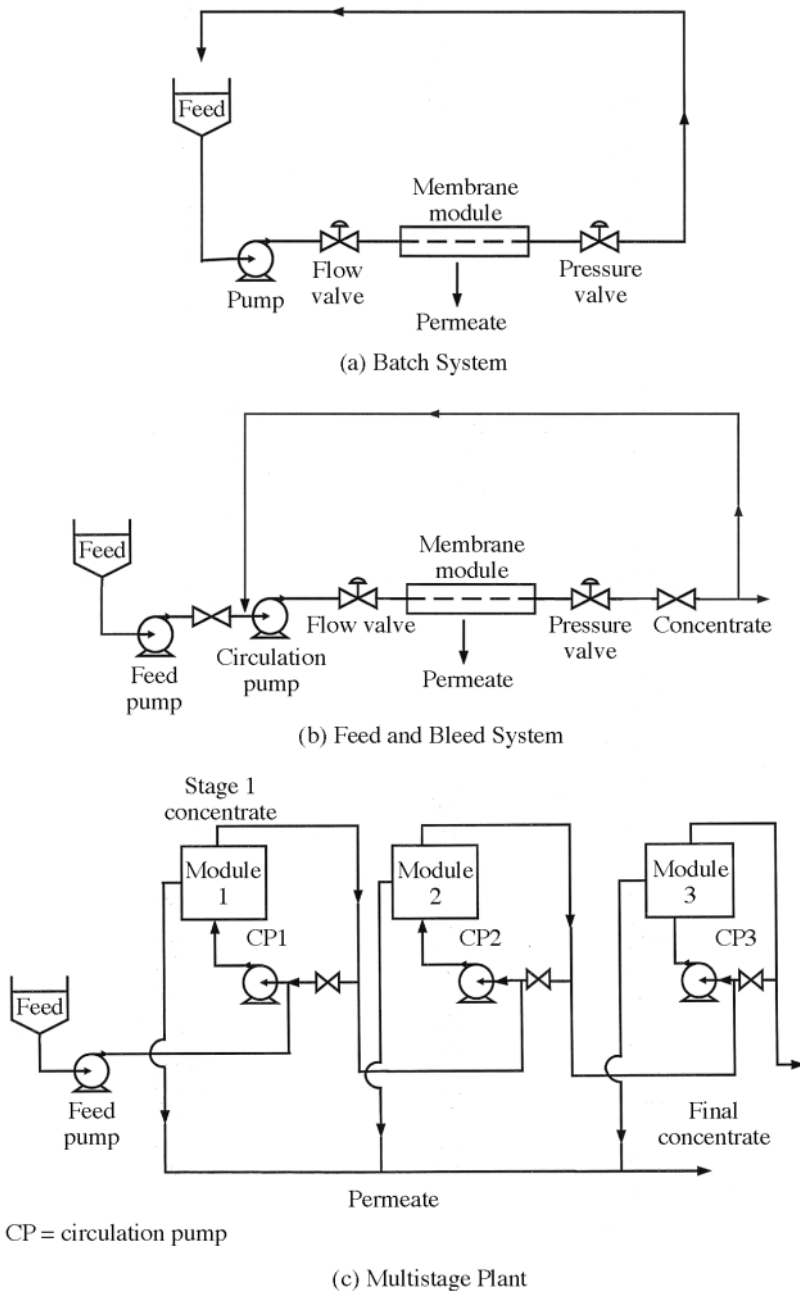 Feed
Membrane
module
Flow
valve
Pressure
valve
Pump
Permeate
(a) Batch System
Feed
Membrane
module
Flow valve
Pressure
valve
Concentrate
Circulation
pump
Feed
pump
Permeate
(b) Feed and Bleed System
Stage 1
concentrate
Module
1
Module
2
Module
3
CP1
CP2
CP3
Feed
Feed
pump
Final
concentrate
Permeate
CP = circulation pump
(c) Multistage Plant